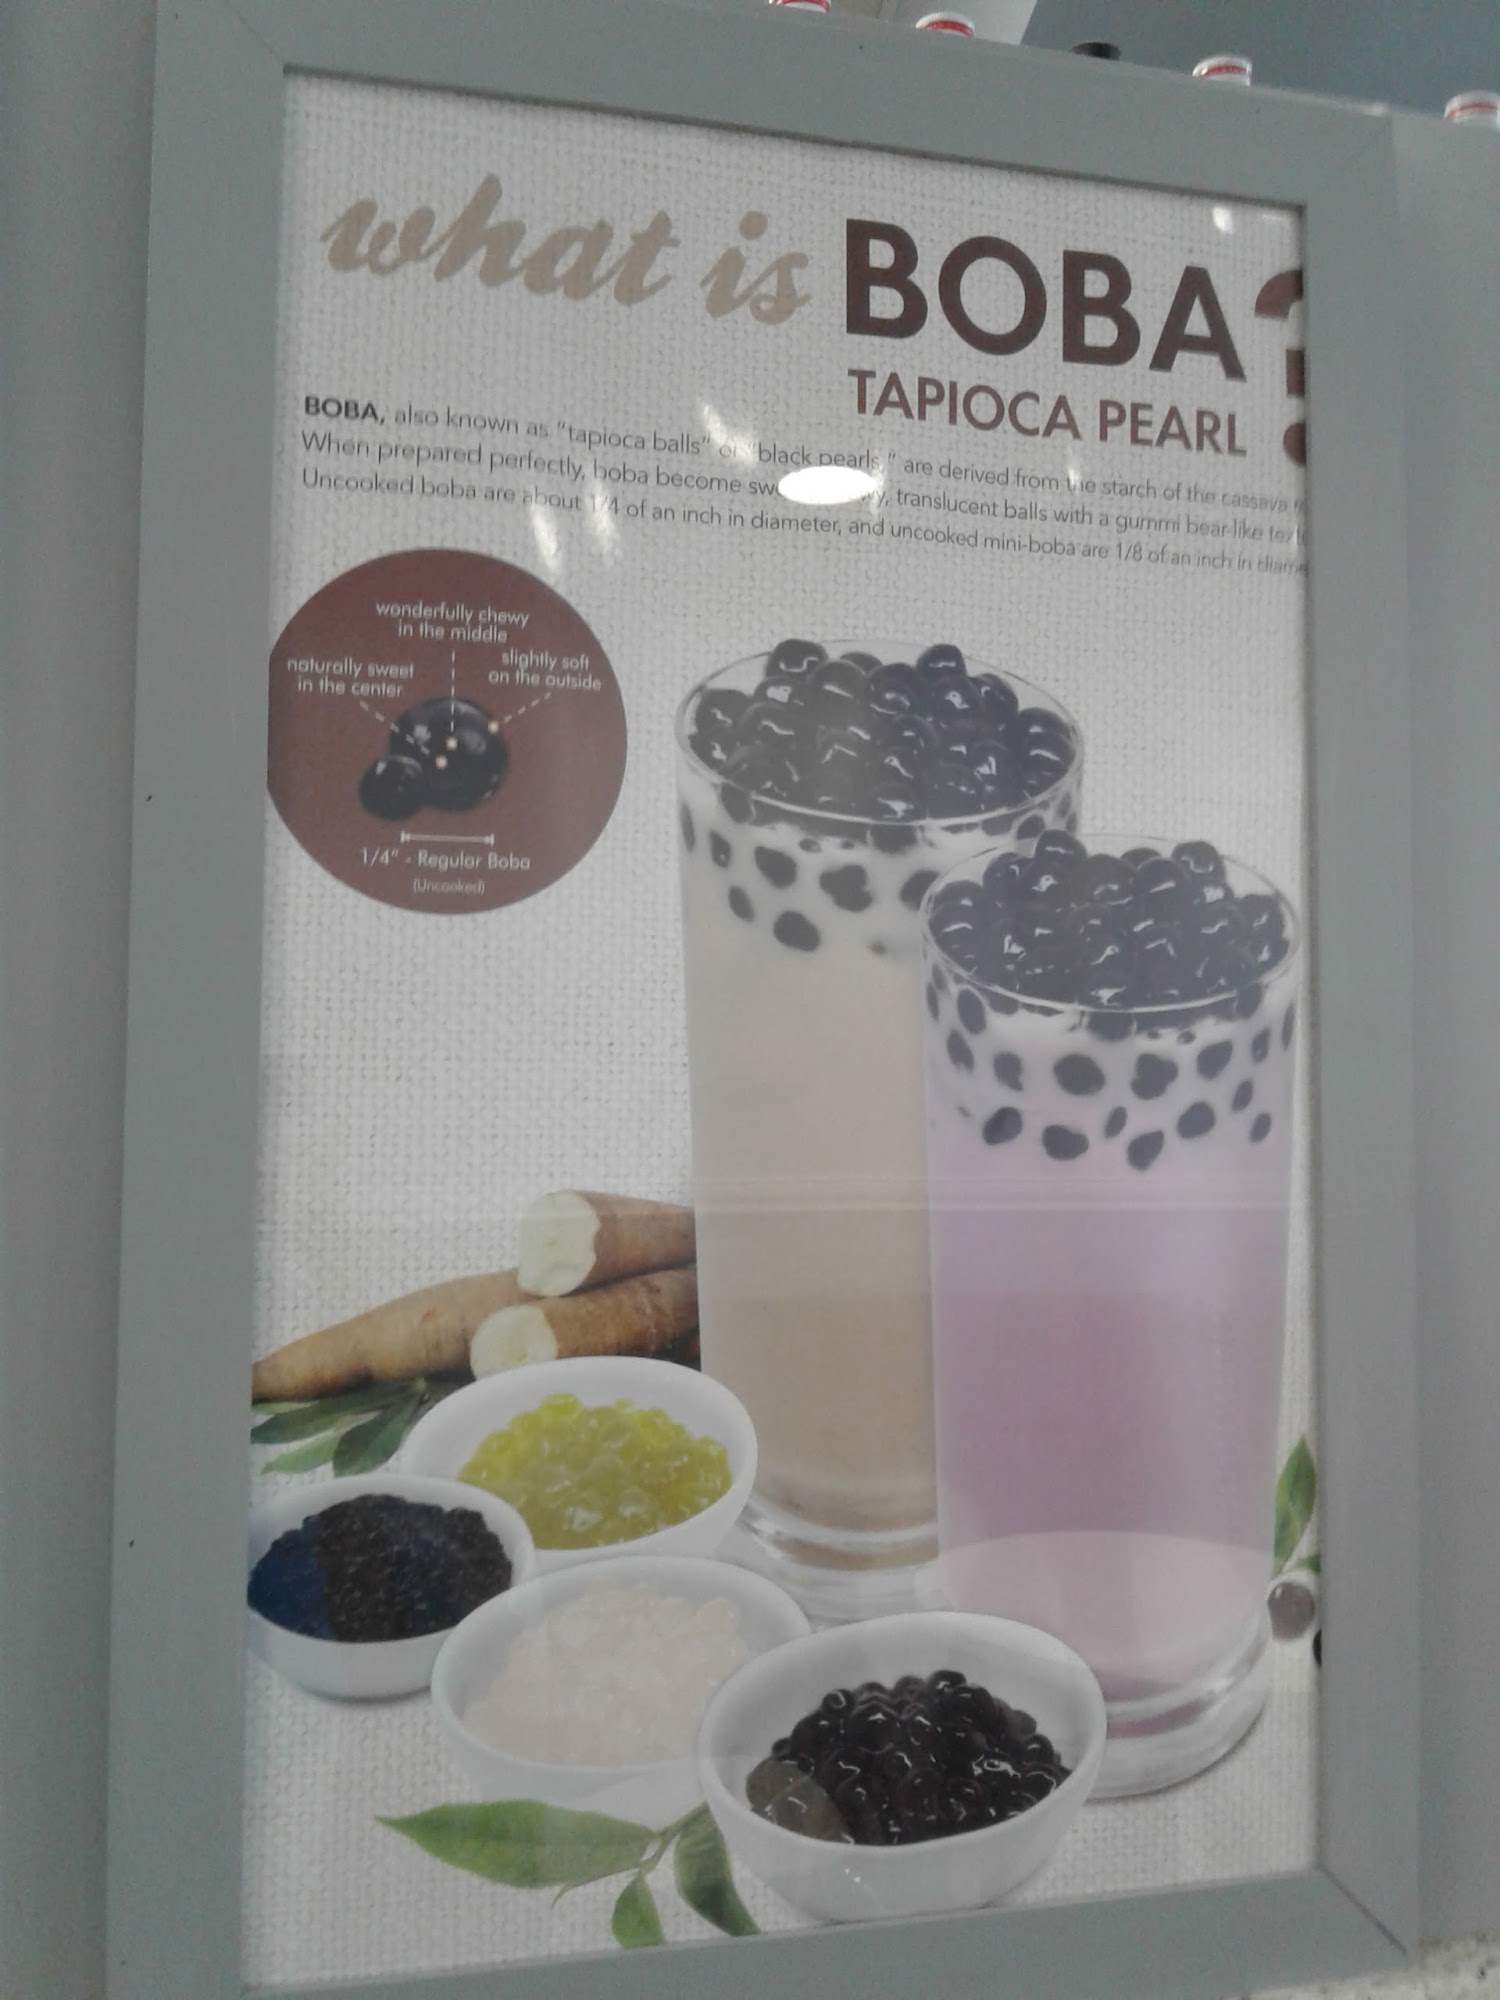 what is BOBA?
TAPIOCA PEARL
BOBA, also known as "tapioca balls" or "black pearls," are derived from the starch of the cassava
When prepared perfectly, boba become translucent balls with a gummi bear-like
Uncooked boba are about 1/4 of an inch in diameter, and uncooked mini-boba are 1/8 of an inch in
wonderfully chewy
in the middle
naturally sweet
in the center
slightly soft
on the outside
1/4" - Regular Boba
(Uncooked)